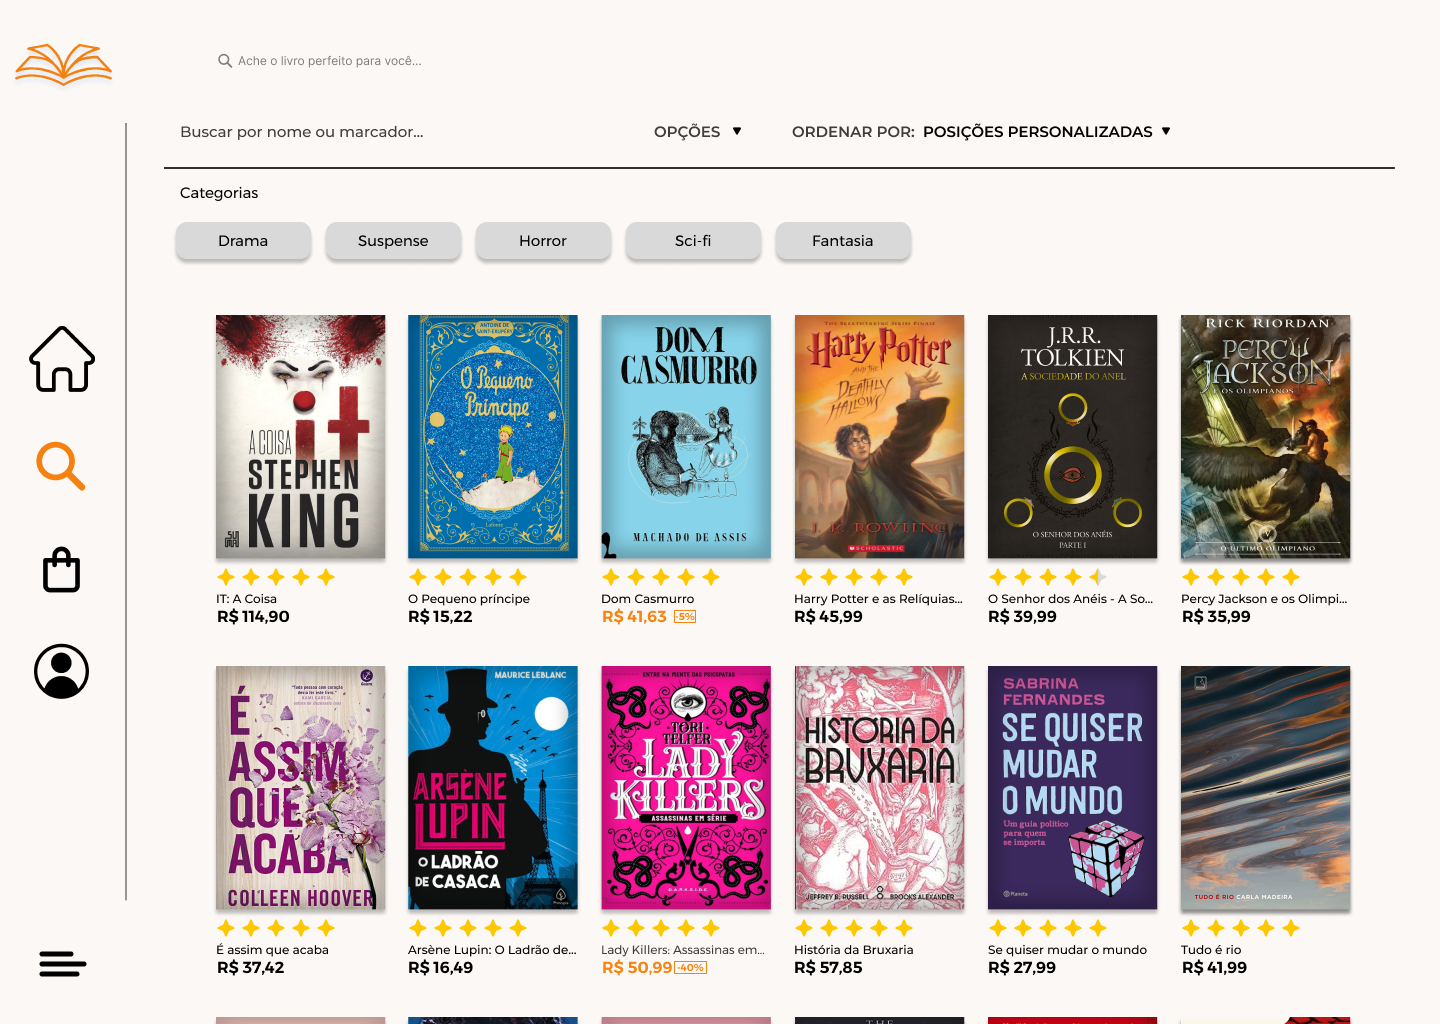 Ache o livro perfeito para você...
Buscar por nome ou marcador...
OPÇÕES ▼
ORDENAR POR: POSIÇÕES PERSONALIZADAS ▼
Categorias
Drama
Suspense
Horror
Sci-fi
Fantasia
A COISA
it
STEPHEN
KING
SUMA
ANTOINE DE
SAINT-EXUPÉRY
O Pequeno
Príncipe
Lafonte
DOM
CASMURRO
MACHADO DE ASSIS
Harry Potter
AND THE
DEATHLY
HALLOWS
J. K. ROWLING
SCHOLASTIC
J.R.R.
TOLKIEN
A SOCIEDADE DO ANEL
O SENHOR DOS ANÉIS
PARTE I
RICK RIORDAN
PERCY
JACKSON
E OS OLIMPIANOS
V
O ÚLTIMO OLIMPIANO
IT: A Coisa
R$ 114,90
O Pequeno príncipe
R$ 15,22
Dom Casmurro
R$ 41,63 -5%
Harry Potter e as Relíquias...
R$ 45,99
O Senhor dos Anéis - A So...
R$ 39,99
Percy Jackson e os Olimpi...
R$ 35,99
É
ASSIM
QUE
ACABA
COLLEEN HOOVER
MAURICE LEBLANC
ARSÈNE
LUPIN
O LADRÃO
DE CASACA
Principis
ENTRE NA MENTE DAS PSICOPATAS
TORI
TELFER
LADY
KILLERS
ASSASSINAS EM SÉRIE
DARKSIDE
HISTÓRIA DA
BRUXARIA
JEFFREY B. RUSSELL 8 BROOKS ALEXANDER
SABRINA
FERNANDES
SE QUISER
MUDAR
O MUNDO
Um guia político
para quem
se importa
Planeta
TUDO É RIO CARLA MADEIRA
É assim que acaba
R$ 37,42
Arsène Lupin: O Ladrão de...
R$ 16,49
Lady Killers: Assassinas em...
R$ 50,99 -40%
História da Bruxaria
R$ 57,85
Se quiser mudar o mundo
R$ 27,99
Tudo é rio
R$ 41,99
THE